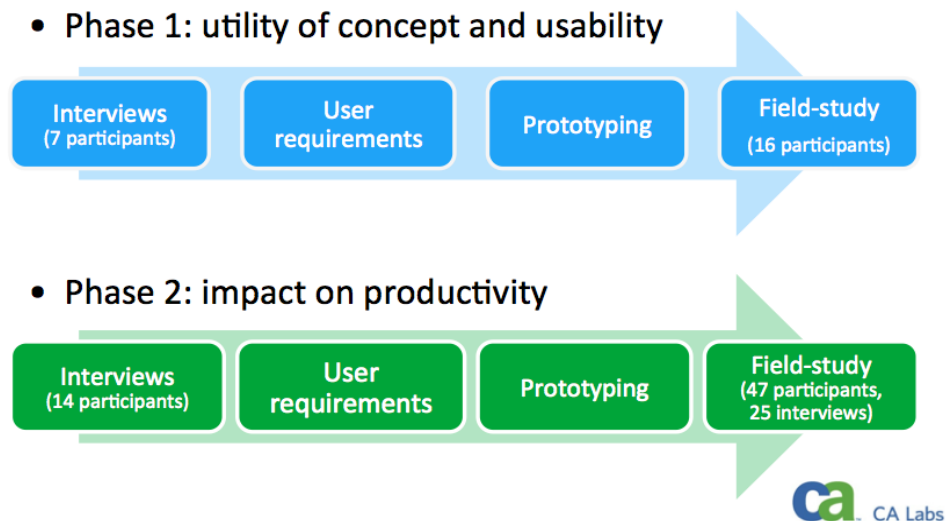 • Phase 1: utility of concept and usability
Interviews
(7 participants)
User
requirements
Prototyping
Field-study
(16 participants)
• Phase 2: impact on productivity
Interviews
(14 participants)
User
requirements
Prototyping
Field-study
(47 participants,
25 interviews)
ca CA Labs